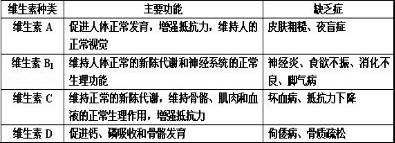 维生素种类 主要功能 缺乏症
维生素 A 促进人体正常发育，增强抵抗力，维持人的 皮肤粗糙、夜盲症
正常视觉
维生素 B₁ 维持人体正常的新陈代谢和神经系统的正常 神经炎、食欲不振、消化不
生理功能 良、脚气病
维生素 C 维持正常的新陈代谢，维持骨骼、肌肉和血 坏血病、抵抗力下降
液的正常生理作用，增强抵抗力
维生素 D 促进钙、磷吸收和骨骼发育 佝偻病、骨质疏松